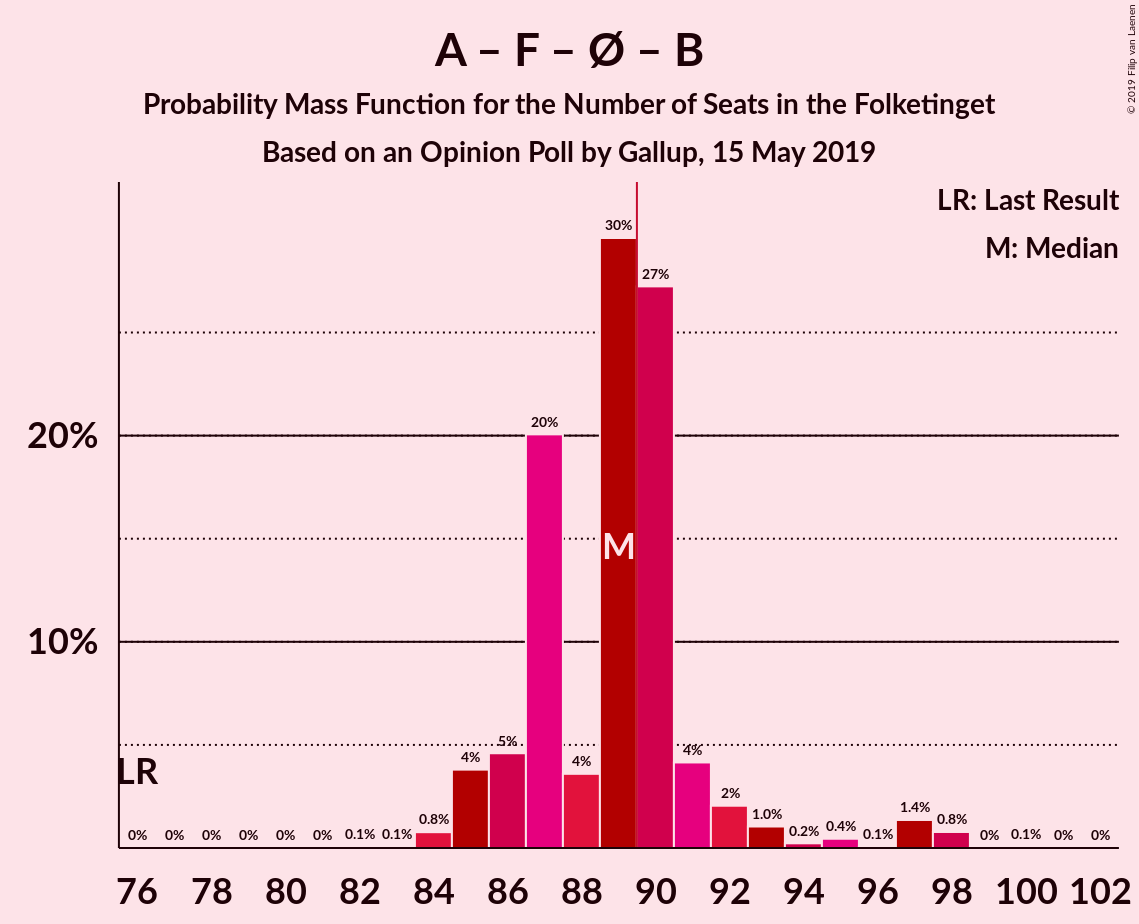 A – F – Ø – B
Probability Mass Function for the Number of Seats in the Folketinget
Based on an Opinion Poll by Gallup, 15 May 2019
© 2019 Filip van Laenen
LR: Last Result
M: Median
20%
10%
LR
M
0% 0% 0% 0% 0% 0% 0.1% 0.1% 0.8% 4% 5% 20% 4% 30% 27% 4% 2% 1.0% 0.2% 0.4% 0.1% 1.4% 0.8% 0% 0.1% 0% 0%
76 78 80 82 84 86 88 90 92 94 96 98 100 102